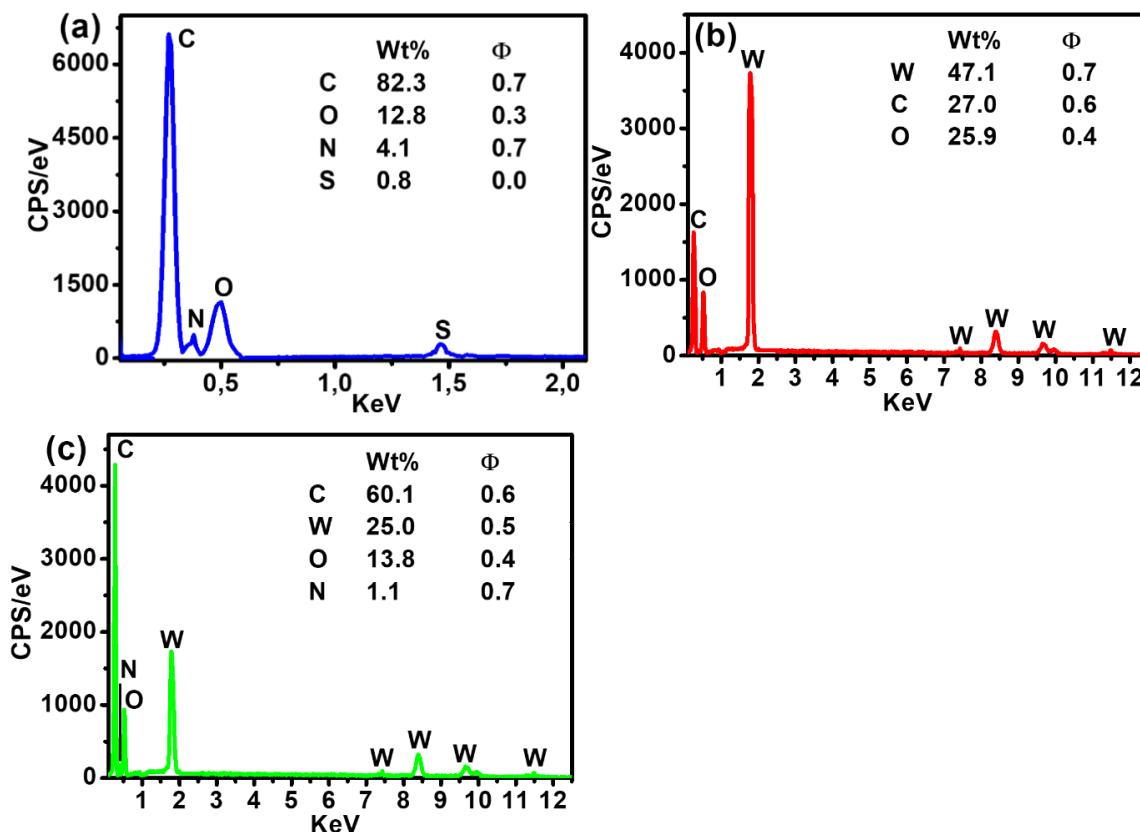 (a)
C
Wt% Φ
C 82.3 0.7
O 12.8 0.3
N 4.1 0.7
S 0.8 0.0
N
O
S
6000
4500
3000
1500
0
CPS/eV
0,5 1,0 1,5 2,0
KeV
(b)
W
Wt% Φ
W 47.1 0.7
C 27.0 0.6
O 25.9 0.4
C
O
W W W W
4000
3000
2000
1000
0
CPS/eV
1 2 3 4 5 6 7 8 9 10 11 12
KeV
(c)
C
Wt% Φ
C 60.1 0.6
W 25.0 0.5
O 13.8 0.4
N 1.1 0.7
N
O
W
W W W W
4000
3000
2000
1000
0
CPS/eV
1 2 3 4 5 6 7 8 9 10 11 12
KeV